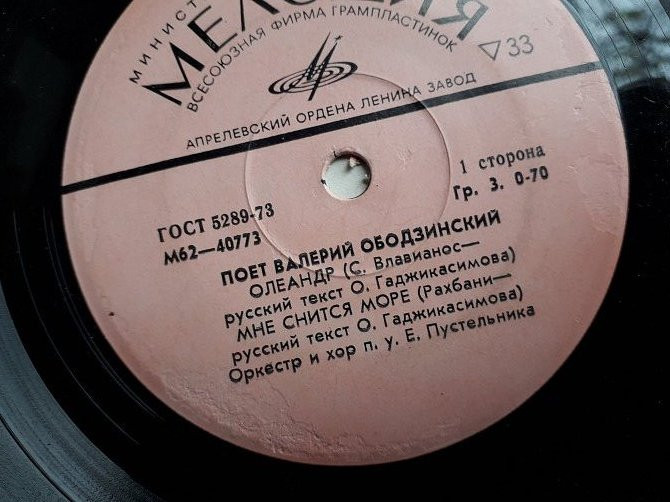 МИНИСТ
МЕЛОДИЯ
ВСЕСОЮЗНАЯ ФИРМА ГРАМПЛАСТИНОК
▷33
АПРЕЛЕВСКИЙ ОРДЕНА ЛЕНИНА ЗАВОД
ГОСТ 5289-73
М62—40773
1 сторона
Гр. 3. 0-70
ПОЕТ ВАЛЕРИЙ ОБОДЗИНСКИЙ
ОЛЕАНДР (С. Влавианос—
русский текст О. Гаджикасимова)
МНЕ СНИТСЯ МОРЕ (Рахбани—
русский текст О. Гаджикасимова)
Оркестр и хор п. у. Е. Пустельника